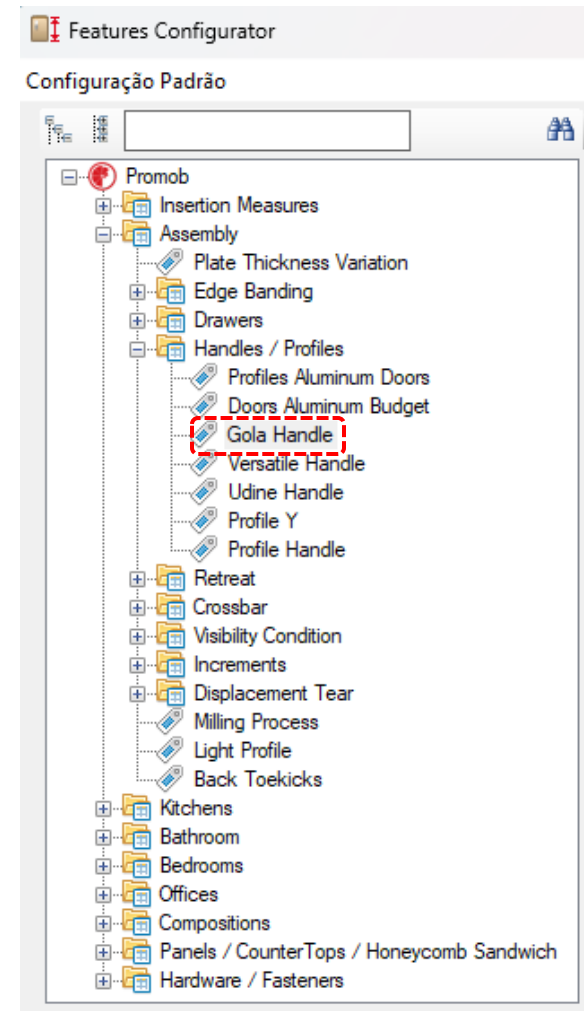 Features Configurator
Configuração Padrão
Promob
Insertion Measures
Assembly
Plate Thickness Variation
Edge Banding
Drawers
Handles / Profiles
Profiles Aluminum Doors
Doors Aluminum Budget
Gola Handle
Versatile Handle
Udine Handle
Profile Y
Profile Handle
Retreat
Crossbar
Visibility Condition
Increments
Displacement Tear
Milling Process
Light Profile
Back Toekicks
Kitchens
Bathroom
Bedrooms
Offices
Compositions
Panels / CounterTops / Honeycomb Sandwich
Hardware / Fasteners